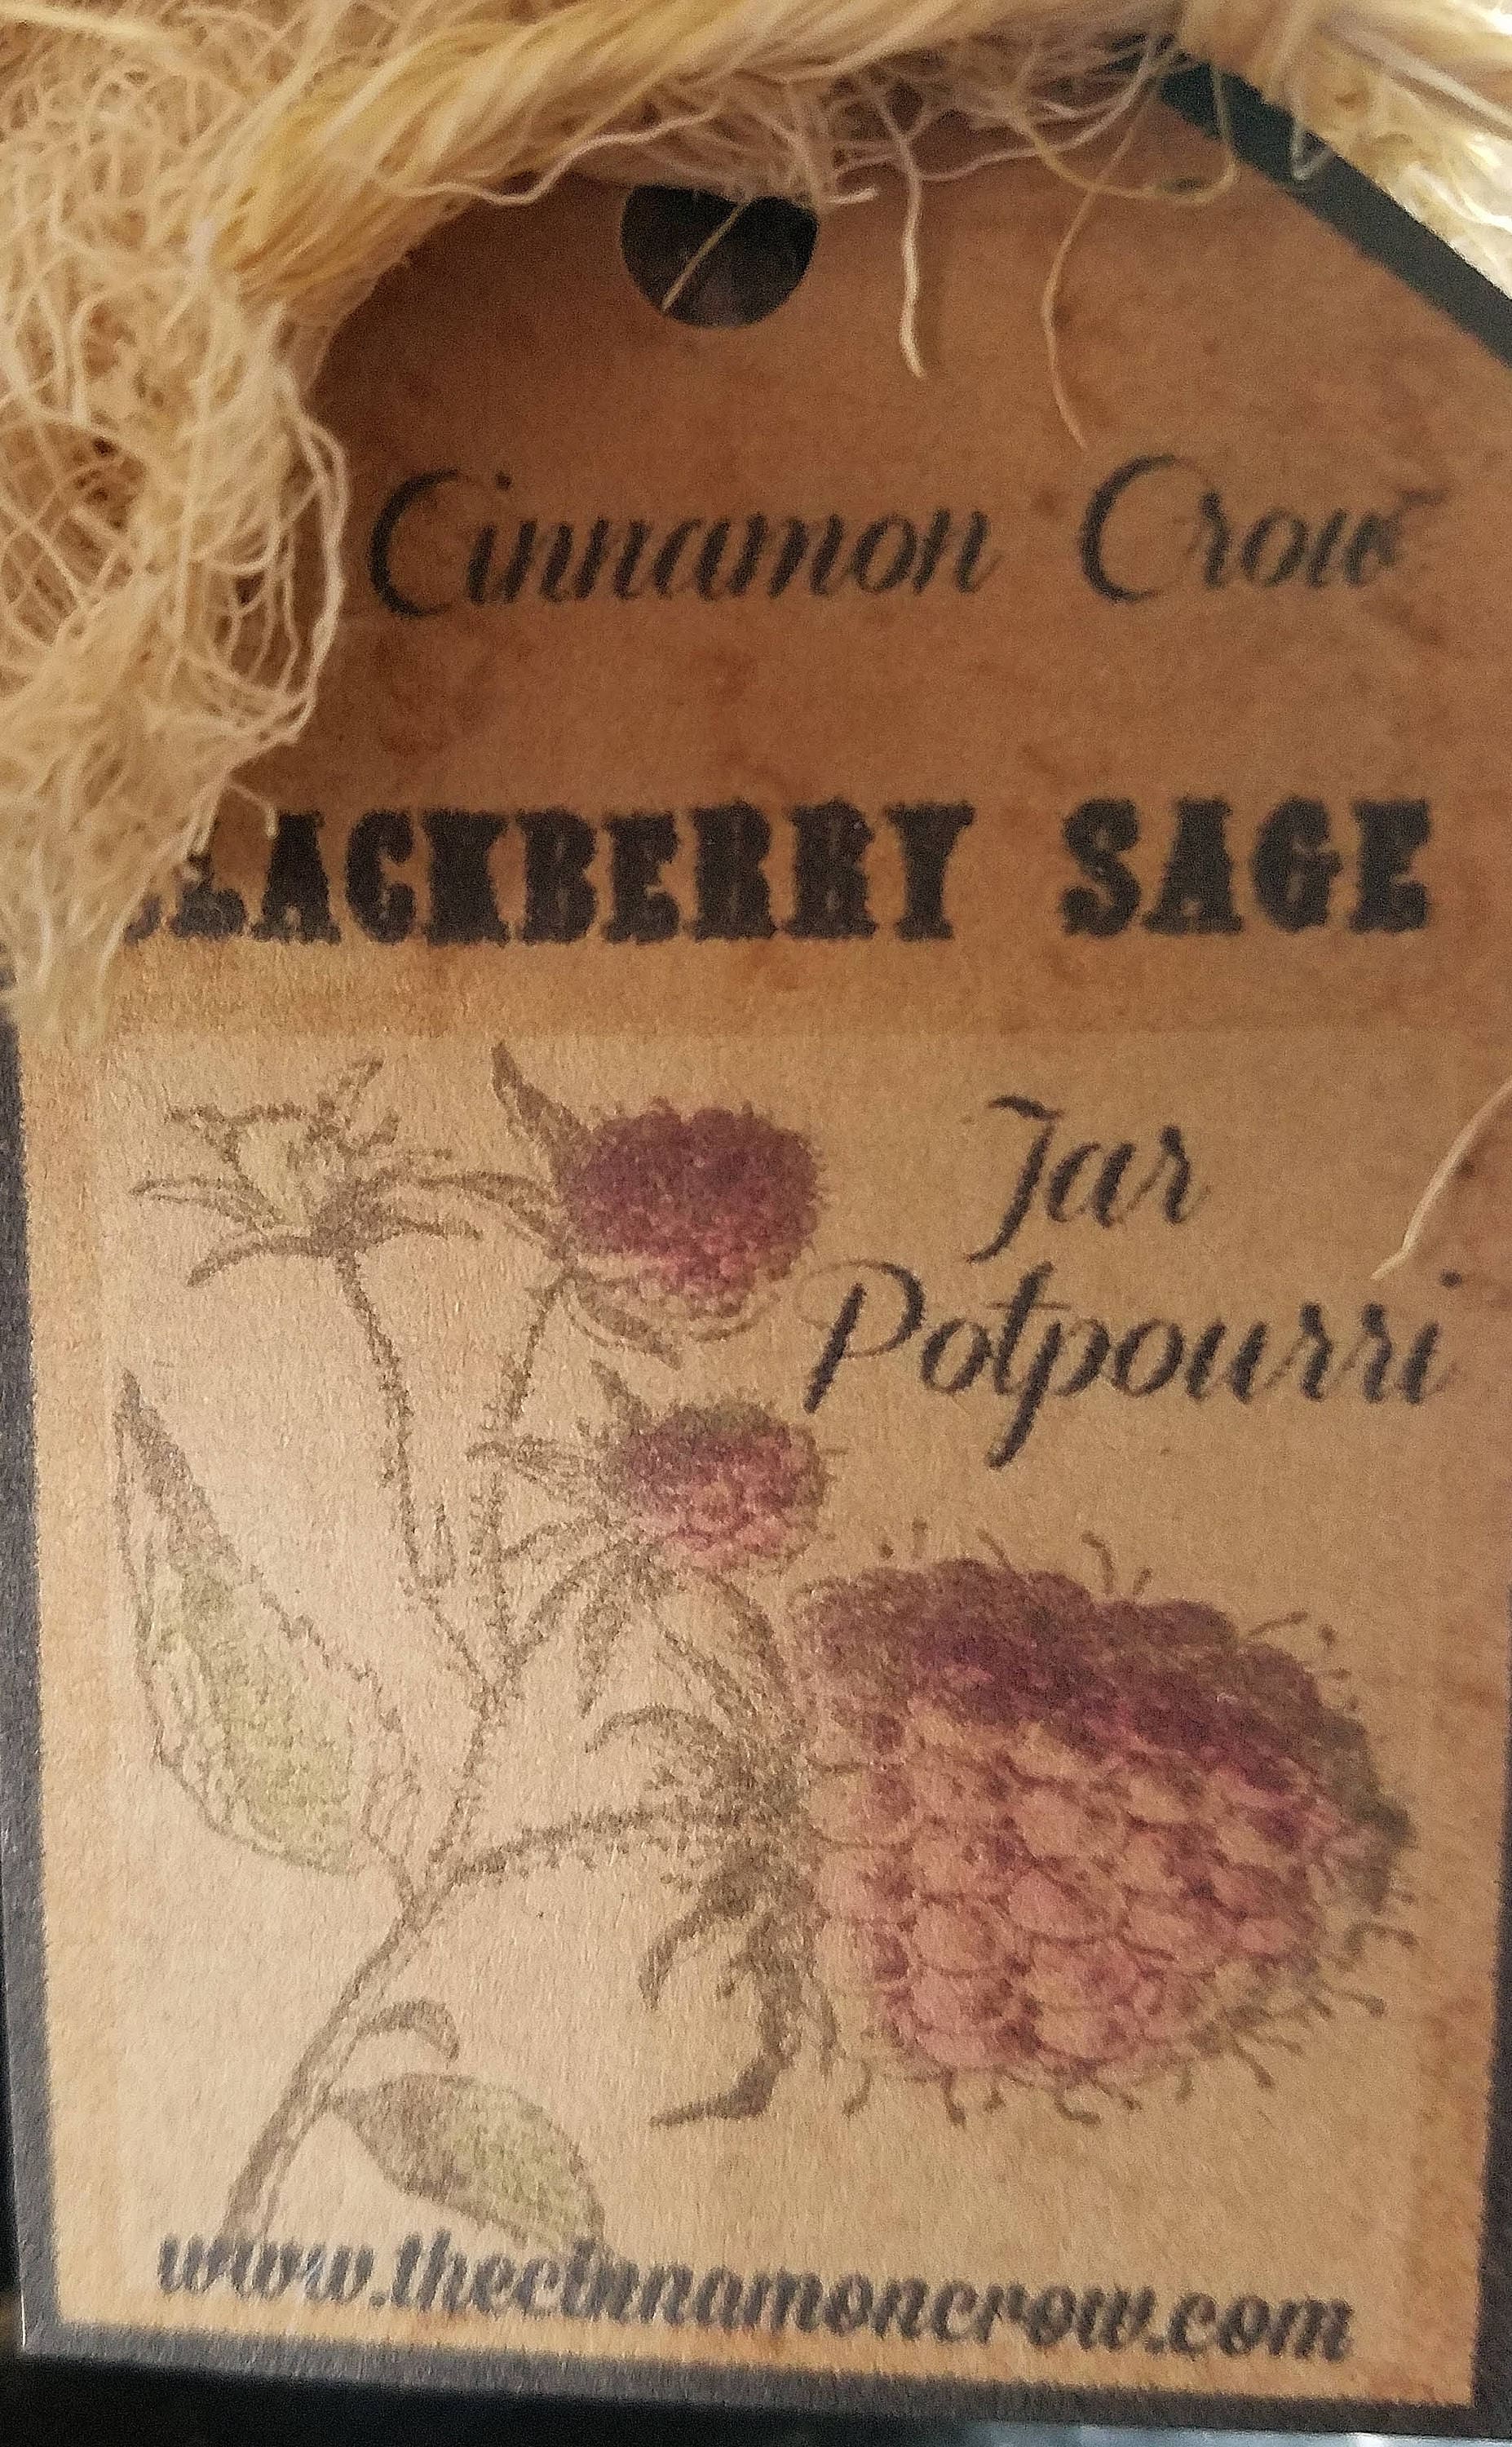 Cinnamon Crow
BLACKBERRY SAGE
Jar
Potpourri
www.thecinnamoncrow.com